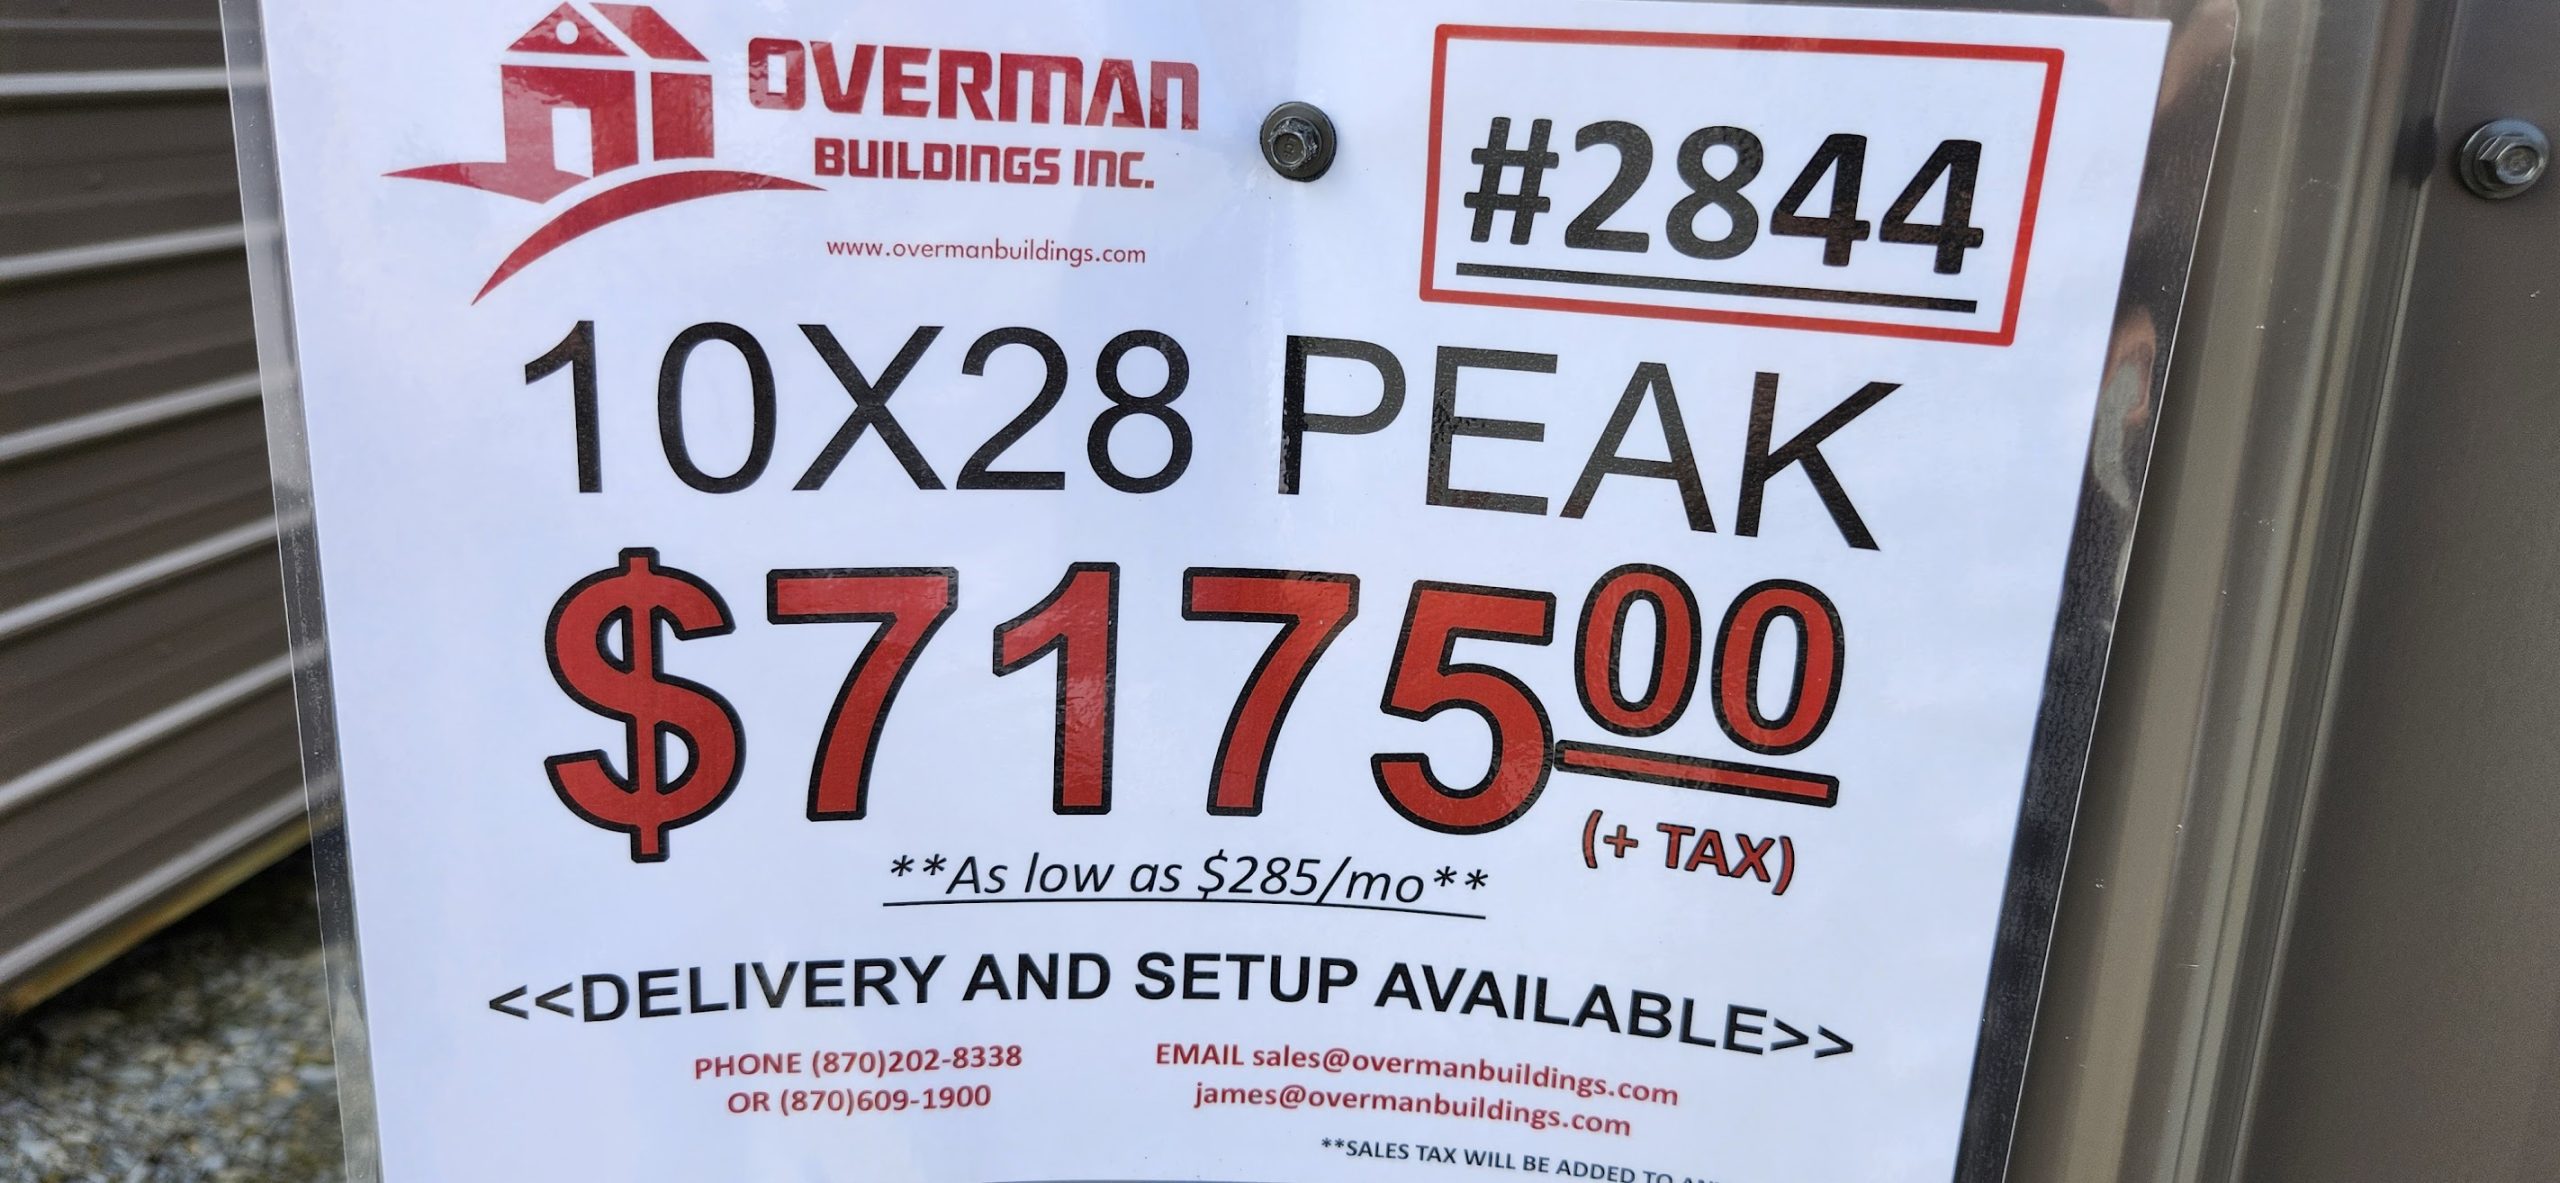 OVERMAN
BUILDINGS INC.
www.overmanbuildings.com
#2844
10X28 PEAK
$7175.00
(+ TAX)
**As low as $285/mo**
<<DELIVERY AND SETUP AVAILABLE>>
PHONE (870)202-8338
OR (870)609-1900
EMAIL sales@overmanbuildings.com
james@overmanbuildings.com
**SALES TAX WILL BE ADDED TO